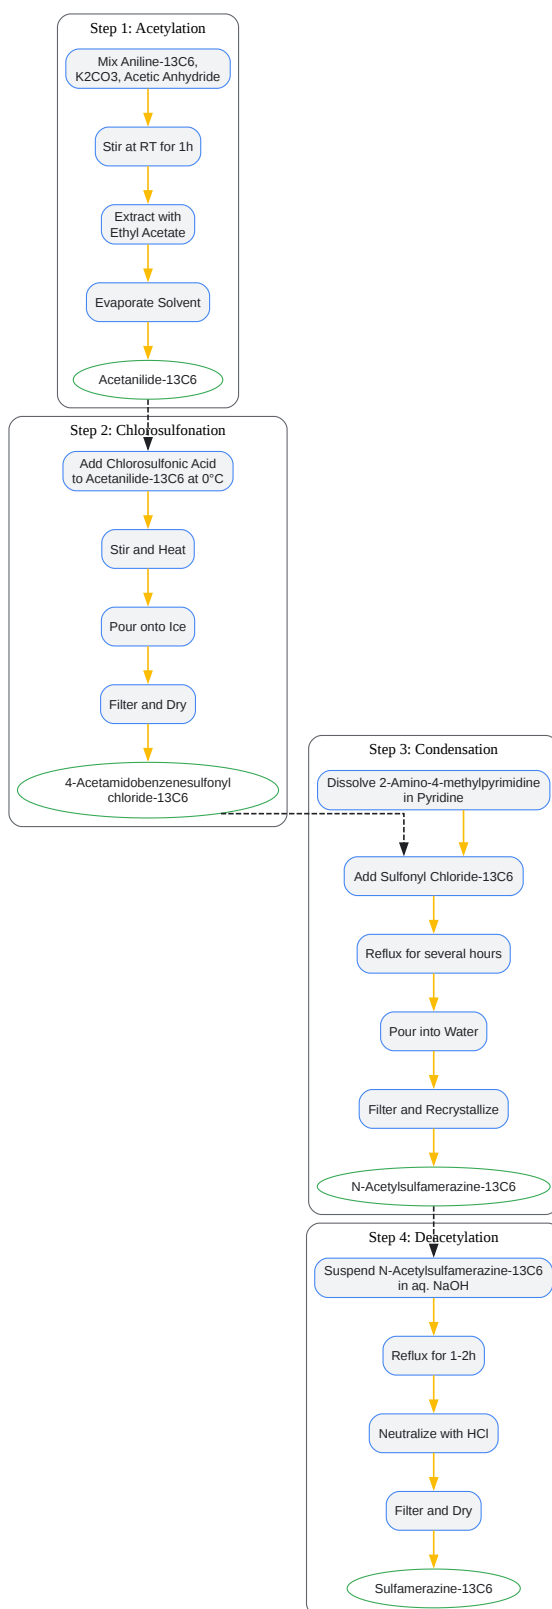 Step 1: Acetylation
Mix Aniline-13C6,
K2CO3, Acetic Anhydride
Stir at RT for 1h
Extract with
Ethyl Acetate
Evaporate Solvent
Acetanilide-13C6
Step 2: Chlorosulfonation
Add Chlorosulfonic Acid
to Acetanilide-13C6 at 0°C
Stir and Heat
Pour onto Ice
Filter and Dry
4-Acetamidobenzenesulfonyl
chloride-13C6
Step 3: Condensation
Dissolve 2-Amino-4-methylpyrimidine
in Pyridine
Add Sulfonyl Chloride-13C6
Reflux for several hours
Pour into Water
Filter and Recrystallize
N-Acetylsulfamerazine-13C6
Step 4: Deacetylation
Suspend N-Acetylsulfamerazine-13C6
in aq. NaOH
Reflux for 1-2h
Neutralize with HCl
Filter and Dry
Sulfamerazine-13C6